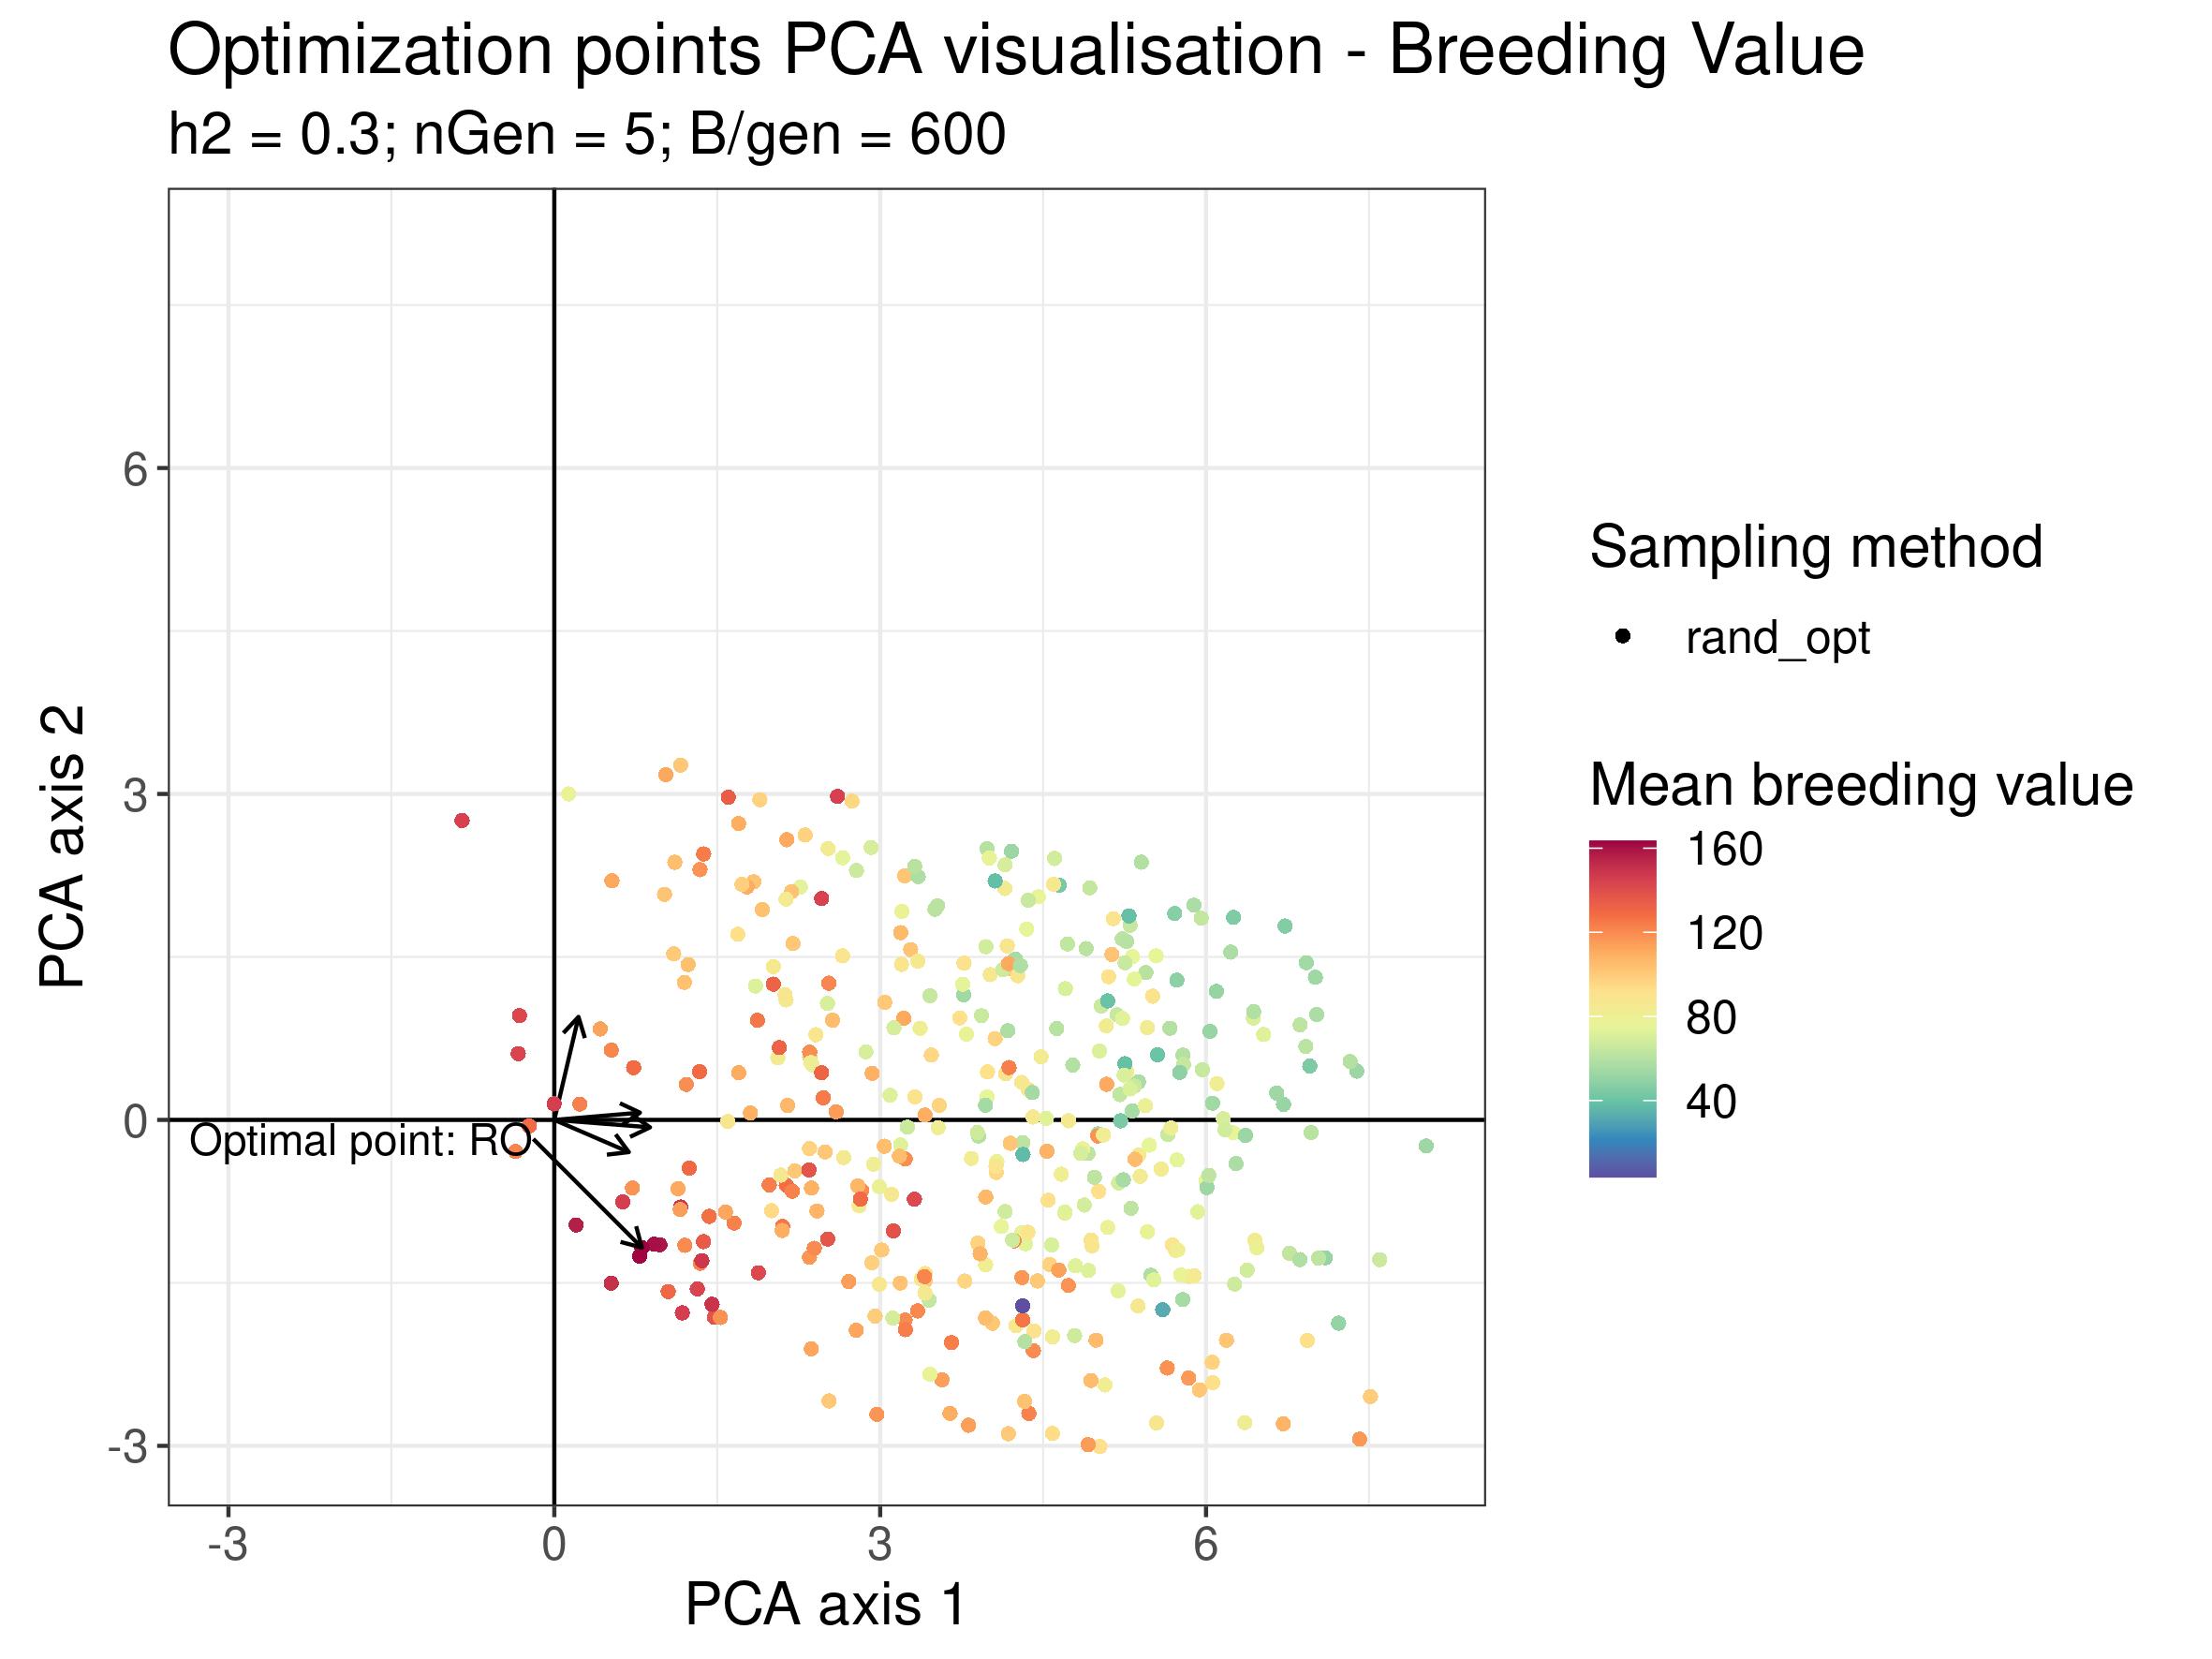 Optimization points PCA visualisation - Breeding Value
h2 = 0.3; nGen = 5; B/gen = 600
PCA axis 2
6
3
0
-3
Optimal point: RO
-3
0
3
6
PCA axis 1
Sampling method
rand_opt
Mean breeding value
160
120
80
40